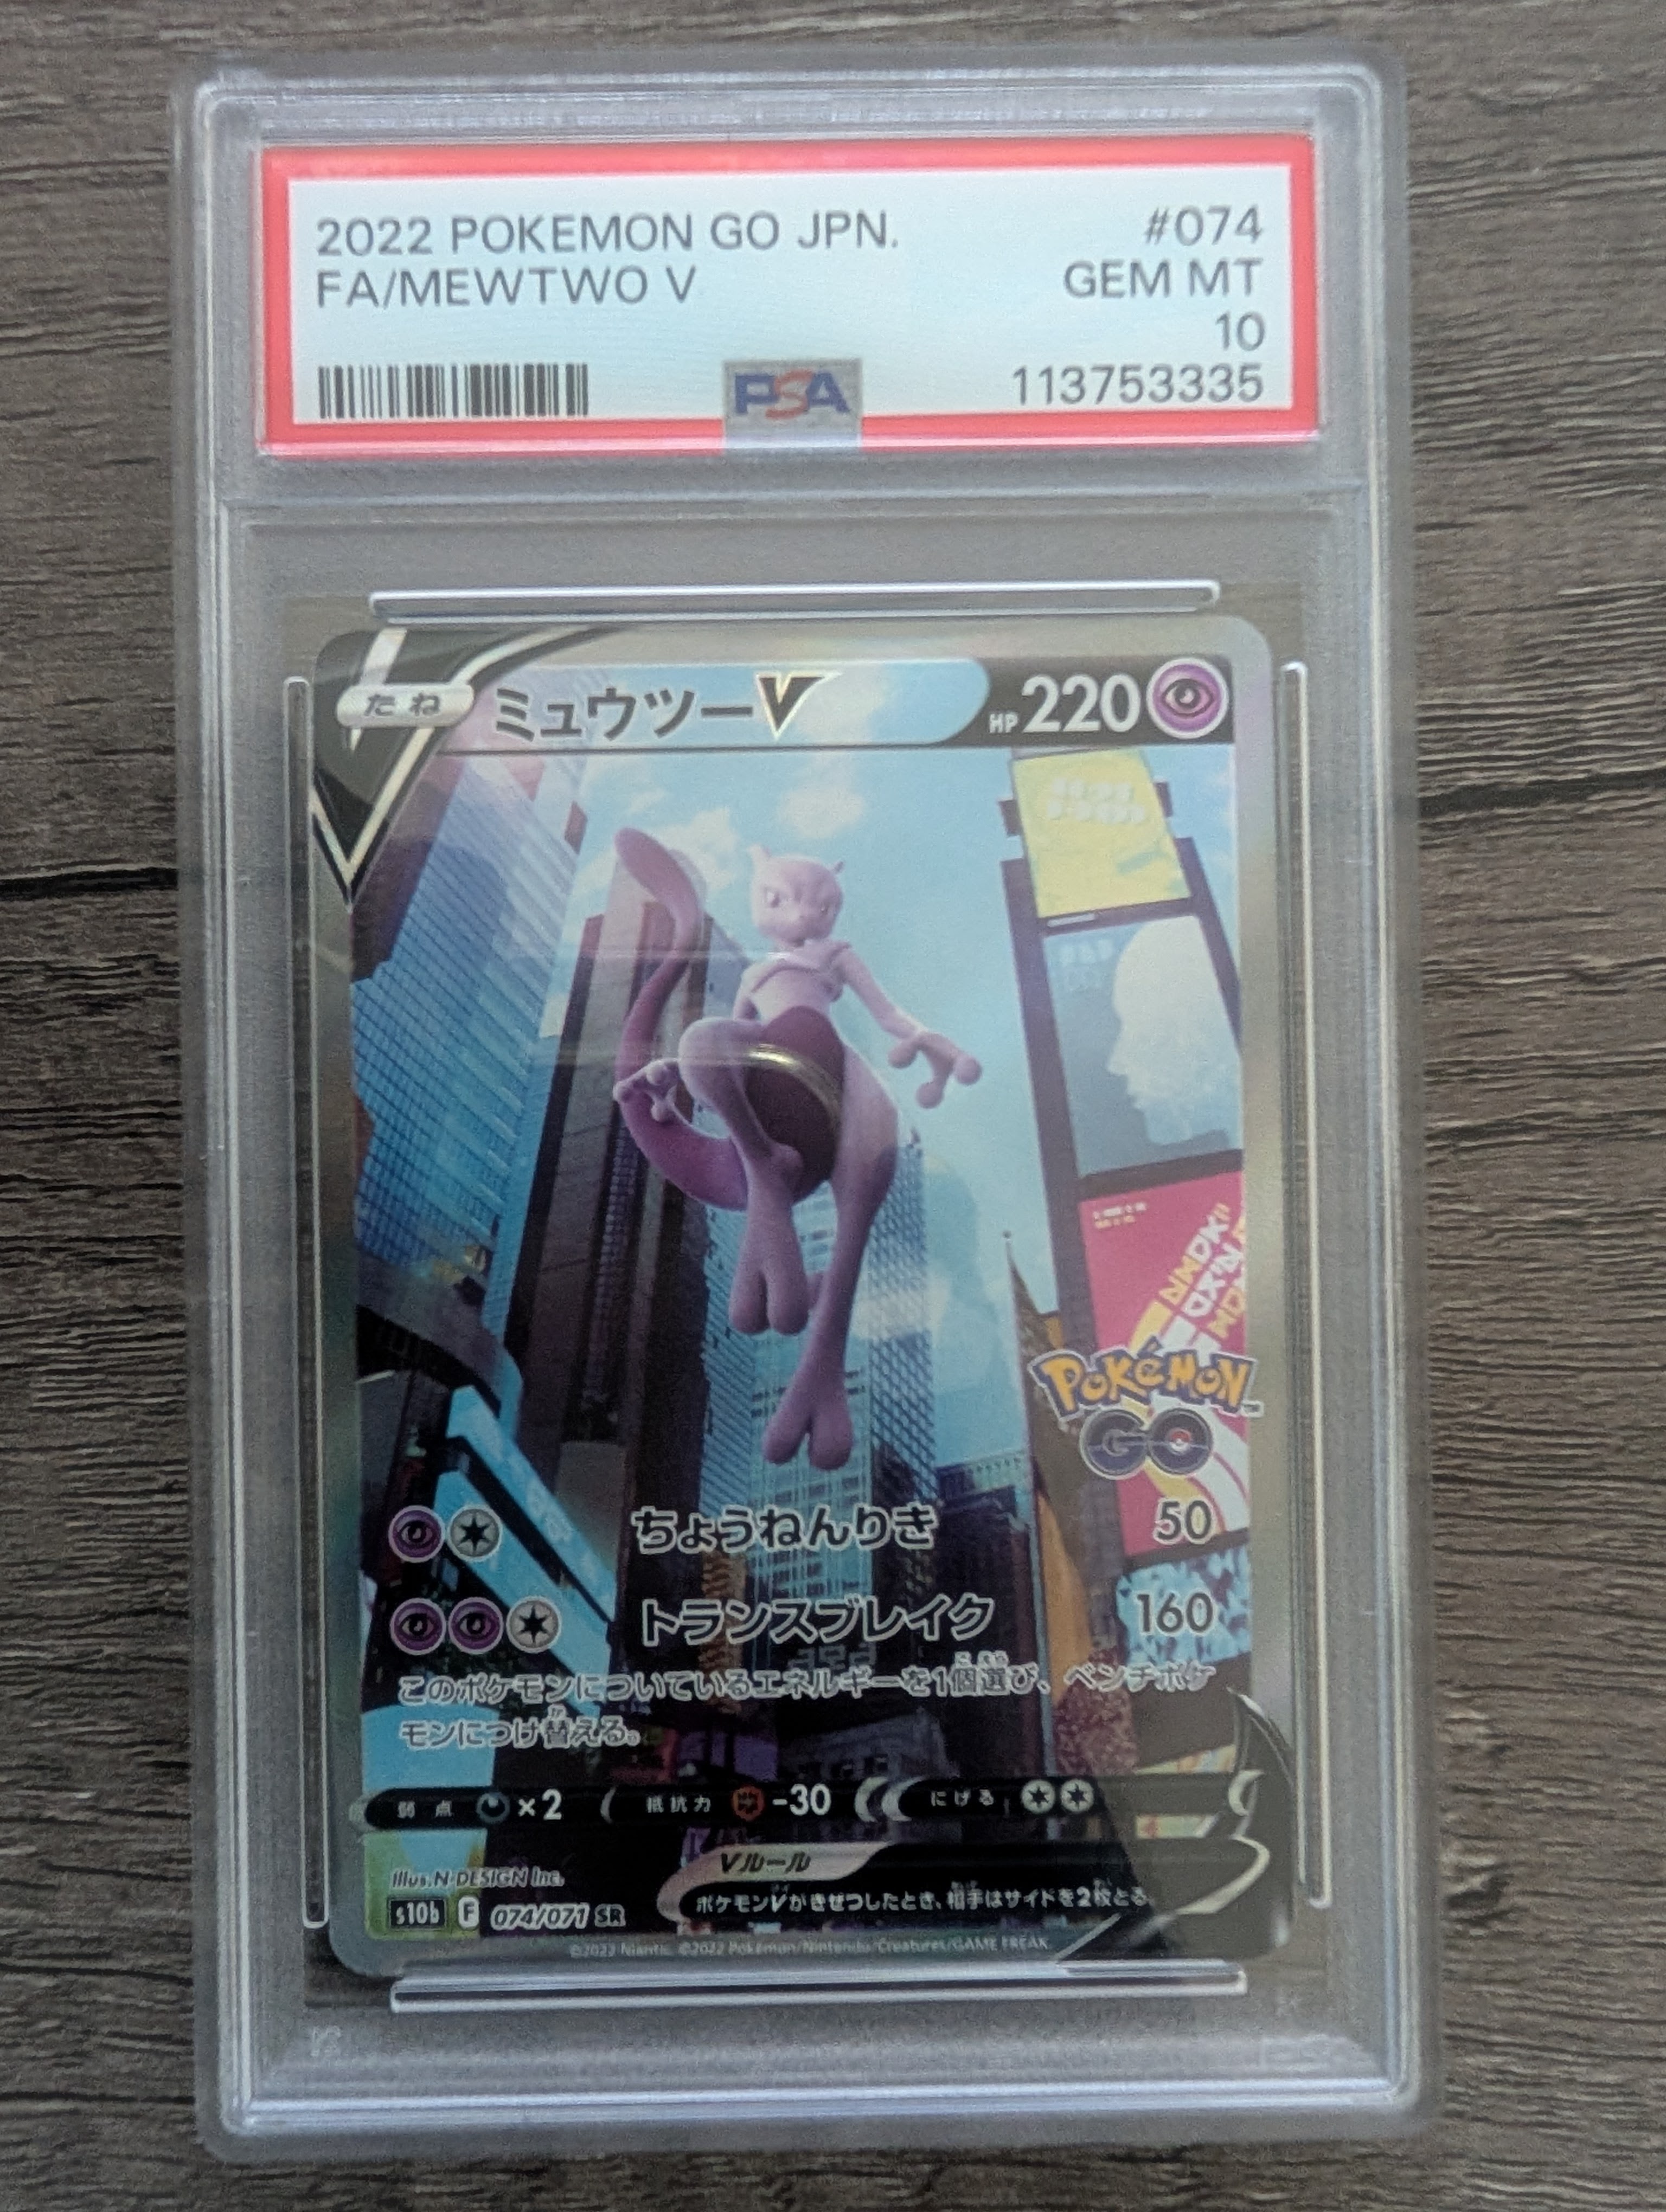 2022 POKEMON GO JPN. #074
FA/MEWTWO V GEM MT
10
PSA 113753335
たね ミュウツーV HP 220
POKéMON
GO
ちょうねんりき 50
トランスブレイク 160
このポケモンについているエネルギーを1個選び、ベンチポケ
モンにつけ替える。
弱点 ×2 抵抗力 -30 にげる
Vルール
ポケモンVがきぜつしたとき、相手はサイドを2枚とる。
Illus. N-DESIGN Inc.
s10b F 074/071 SR
©2022 Niantic. ©2022 Pokémon/Nintendo/Creatures/GAME FREAK.